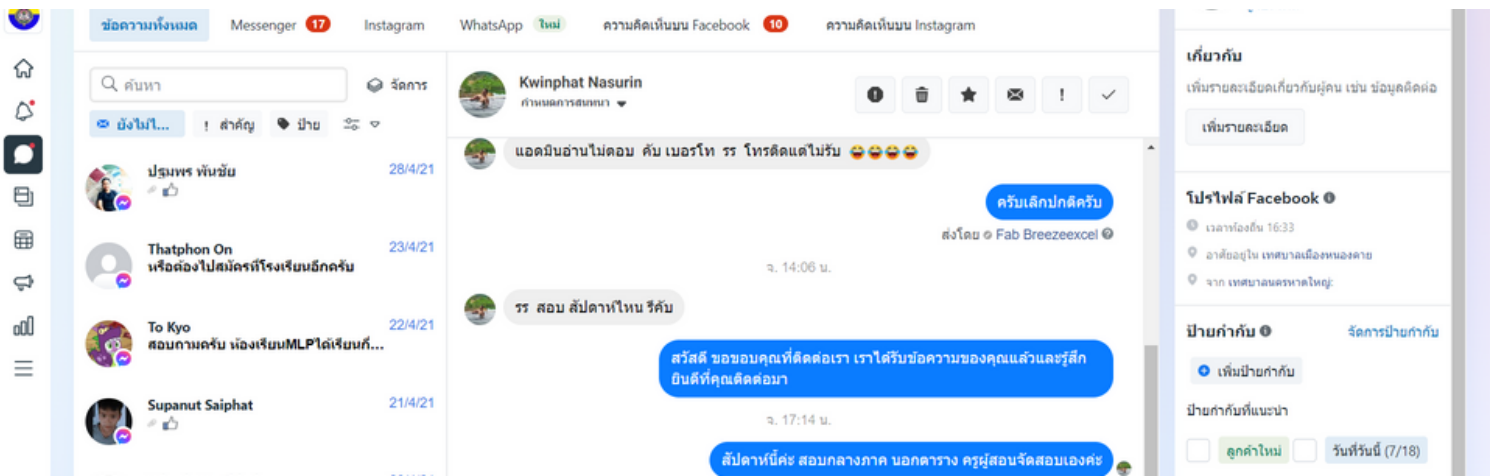 ข้อความทั้งหมด Messenger 17 Instagram WhatsApp ใหม่ ความคิดเห็นบน Facebook 10 ความคิดเห็นบน Instagram
ค้นหา
จัดการ
ยังไม่ไ...
! สำคัญ
ป้าย
ปฐมพร พันชัย 28/4/21
Thatphon On 23/4/21
หรือต้องไปสมัครที่โรงเรียนอีกครับ
To Kyo 22/4/21
สอบถามครับ ห้องเรียนMLPได้เรียนกี่...
Supanut Saiphat 21/4/21
Kwinphat Nasurin
กำหนดการสนทนา
แอดมินอ่านไม่ตอบ คับ เบอรโท รร โทรติดแต่ไม่รับ 😂😂😂😂
ครับเลิกปกติครับ
ส่งโดย Fab Breezeexcel
จ. 14:06 น.
รร สอบ สัปดาห์ไหน รึคับ
สวัสดี ขอขอบคุณที่ติดต่อเรา เราได้รับข้อความของคุณแล้วและรู้สึก
ยินดีที่คุณติดต่อมา
จ. 17:14 น.
สัปดาห์นี้ค่ะ สอบกลางภาค นอกตาราง ครูผู้สอนจัดสอบเองค่ะ
เกี่ยวกับ
เพิ่มรายละเอียดเกี่ยวกับผู้คน เช่น ข้อมูลติดต่อ
เพิ่มรายละเอียด
โปรไฟล์ Facebook
เวลาท้องถิ่น 16:33
อาศัยอยู่ใน เทศบาลเมืองหนองคาย
จาก เทศบาลนครหาดใหญ่:
ป้ายกำกับ จัดการป้ายกำกับ
เพิ่มป้ายกำกับ
ป้ายกำกับที่แนะนำ
ลูกค้าใหม่ วันที่วันนี้ (7/18)